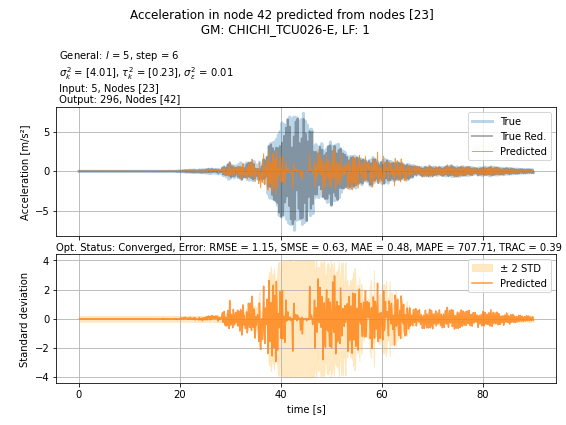 Acceleration in node 42 predicted from nodes [23]
GM: CHICHI_TCU026-E, LF: 1
General: l = 5, step = 6
σ²ₖ = [4.01], τ²ₖ = [0.23], σ²_ε = 0.01
Input: 5, Nodes [23]
Output: 296, Nodes [42]
Acceleration [m/s²]
5
0
−5
True
True Red.
Predicted
Opt. Status: Converged, Error: RMSE = 1.15, SMSE = 0.63, MAE = 0.48, MAPE = 707.71, TRAC = 0.39
Standard deviation
4
2
0
−2
−4
± 2 STD
Predicted
0 20 40 60 80
time [s]